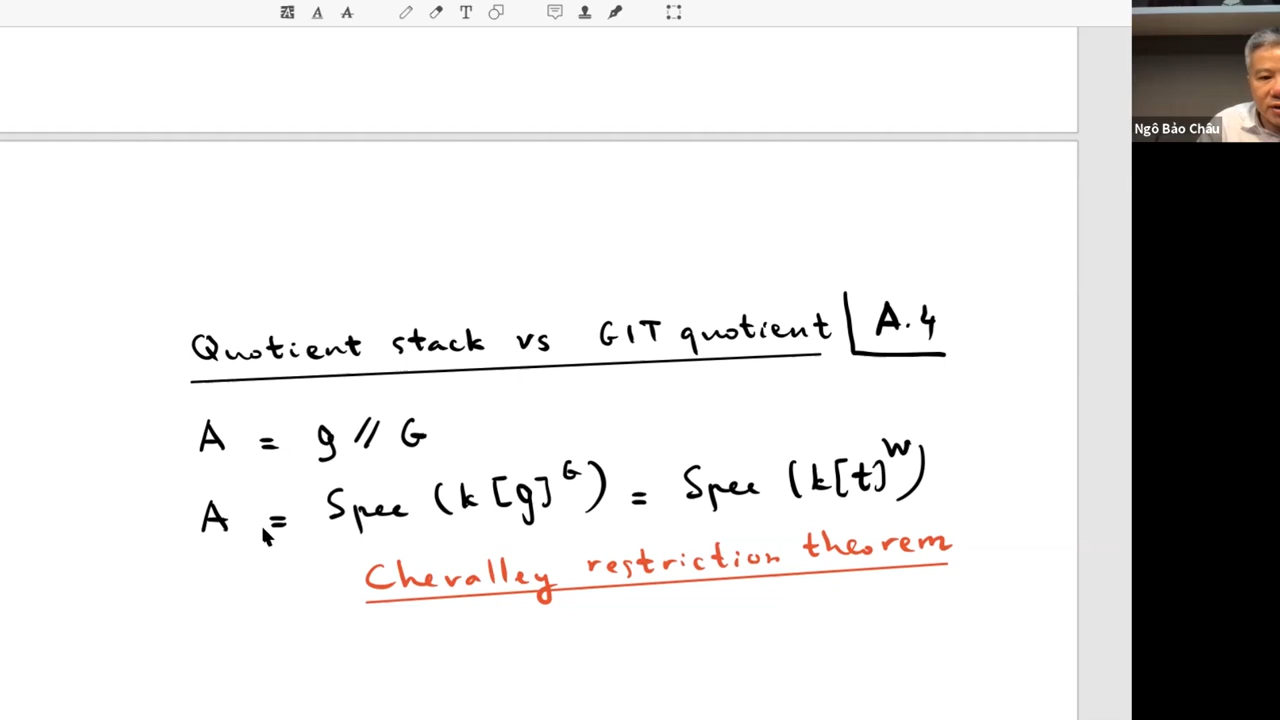 Quotient stack vs GIT quotient | A.4
A = g // G
A = Spec (k[g]^G) = Spec (k[t]^W)
Chevalley restriction theorem
Ngô Bảo Châu